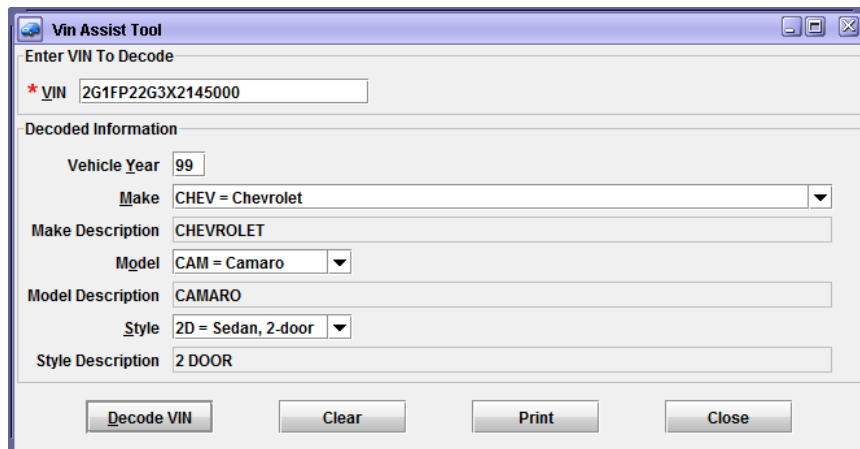 Vin Assist Tool
Enter VIN To Decode
* VIN 2G1FP22G3X2145000
Decoded Information
Vehicle Year 99
Make CHEV = Chevrolet
Make Description CHEVROLET
Model CAM = Camaro
Model Description CAMARO
Style 2D = Sedan, 2-door
Style Description 2 DOOR
Decode VIN Clear Print Close